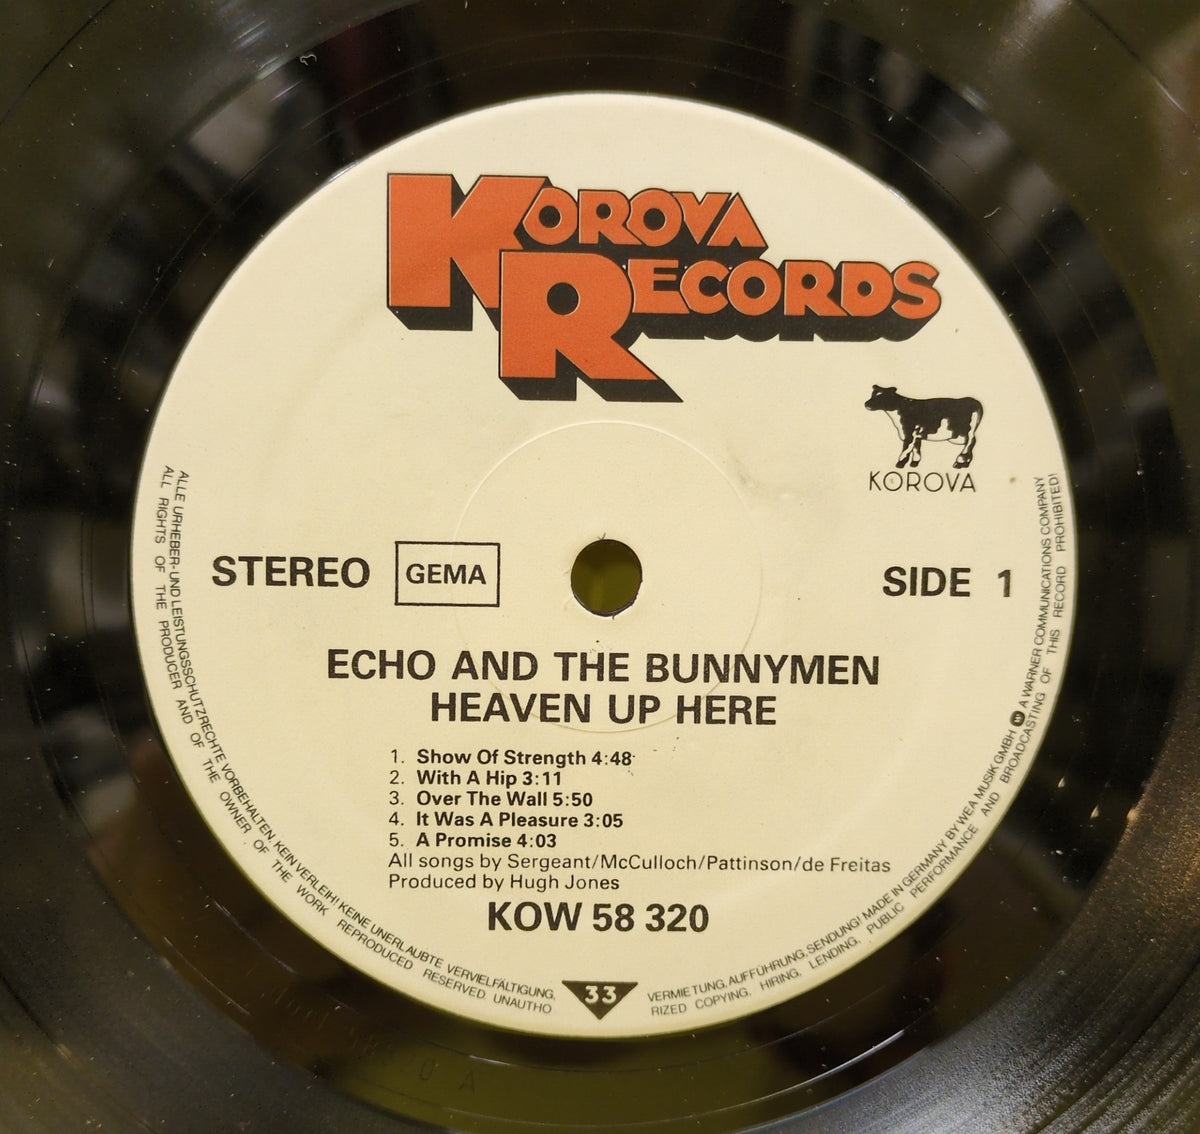 KOROVA
RECORDS
KOROVA
STEREO GEMA SIDE 1
ECHO AND THE BUNNYMEN
HEAVEN UP HERE
1. Show Of Strength 4:48
2. With A Hip 3:11
3. Over The Wall 5:50
4. It Was A Pleasure 3:05
5. A Promise 4:03
All songs by Sergeant/McCulloch/Pattinson/de Freitas
Produced by Hugh Jones
KOW 58 320
33
ALLE URHEBER- UND LEISTUNGSSCHUTZRECHTE VORBEHALTEN. KEIN VERLEIH! KEINE UNERLAUBTE VERVIELFÄLTIGUNG, VERMIETUNG, AUFFÜHRUNG, SENDUNG! MADE IN GERMANY BY WEA MUSIK GMBH A WARNER COMMUNICATIONS COMPANY
ALL RIGHTS OF THE PRODUCER AND OF THE OWNER OF THE WORK REPRODUCED RESERVED. UNAUTHORIZED COPYING, HIRING, LENDING, PUBLIC PERFORMANCE AND BROADCASTING OF THIS RECORD PROHIBITED!